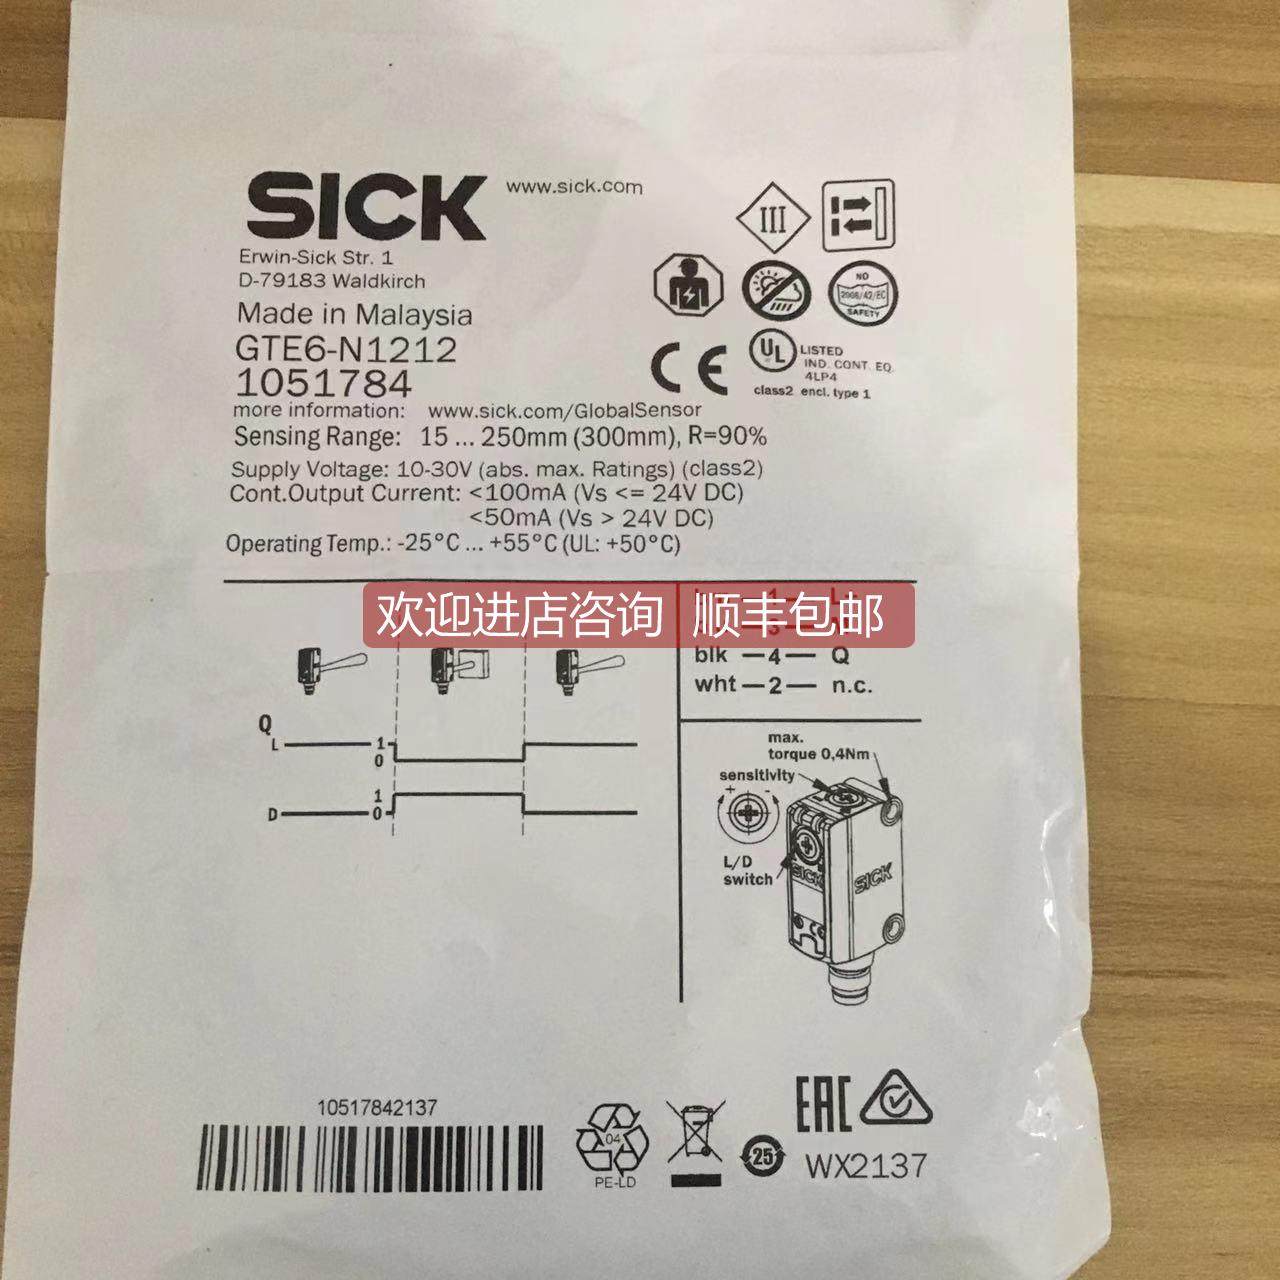 SICK www.sick.com
Erwin-Sick Str. 1
D-79183 Waldkirch
Made in Malaysia
GTE6-N1212
1051784
III
NO
2006/42/EC
SAFETY
CE
UL LISTED
IND. CONT. EQ.
4LP4
class2 encl. type 1
more information: www.sick.com/GlobalSensor
Sensing Range: 15 ... 250mm (300mm), R=90%
Supply Voltage: 10-30V (abs. max. Ratings) (class2)
Cont.Output Current: <100mA (Vs <= 24V DC)
<50mA (Vs > 24V DC)
Operating Temp.: -25°C ... +55°C (UL: +50°C)
欢迎进店咨询 顺丰包邮
blk 4 Q
wht 2 n.c.
Q
L 1
0
1
D 0
max.
torque 0,4Nm
sensitivity
+ -
L/D
switch
SICK
SICK
10517842137
04
PE-LD
25
EAC
WX2137